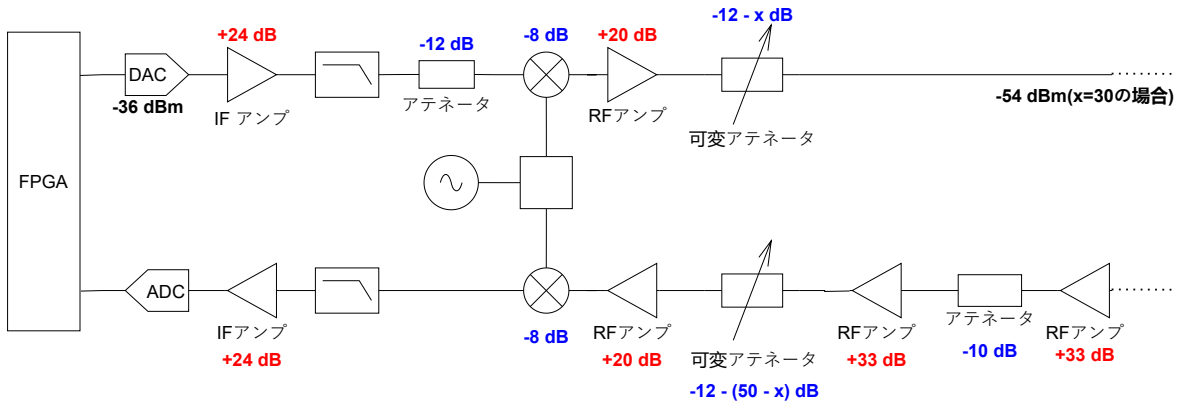 +24 dB
-12 dB
-8 dB
+20 dB
-12 - x dB
DAC
-36 dBm
IF アンプ
アテネータ
RFアンプ
可変アテネータ
-54 dBm(x=30の場合)
FPGA
ADC
IFアンプ
+24 dB
-8 dB
RFアンプ
+20 dB
可変アテネータ
-12 - (50 - x) dB
RFアンプ
+33 dB
アテネータ
-10 dB
RFアンプ
+33 dB